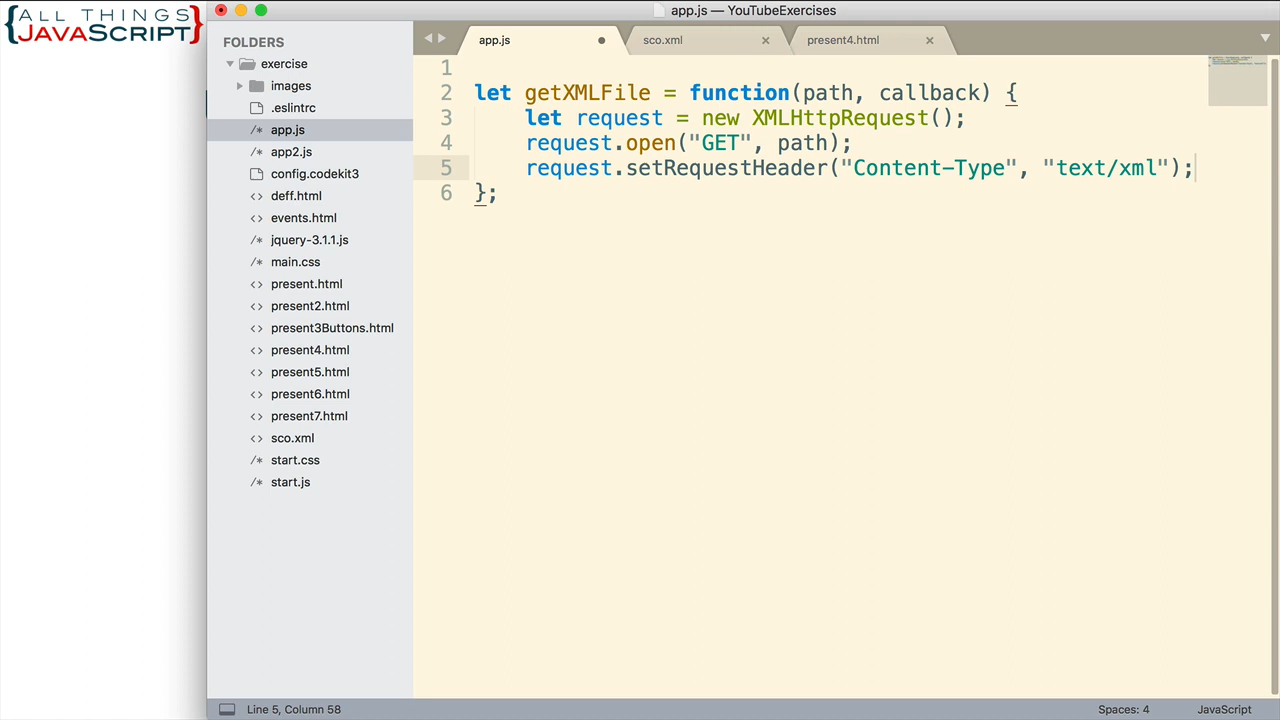 {ALL THINGS
JAVASCRIPT}
app.js — YouTubeExercises
FOLDERS
exercise
images
.eslintrc
/* app.js
/* app2.js
config.codekit3
<> deff.html
<> events.html
/* jquery-3.1.1.js
/* main.css
<> present.html
<> present2.html
<> present3Buttons.html
<> present4.html
<> present5.html
<> present6.html
<> present7.html
<> sco.xml
/* start.css
/* start.js
app.js
sco.xml
present4.html
1
2 let getXMLFile = function(path, callback) {
3 let request = new XMLHttpRequest();
4 request.open("GET", path);
5 request.setRequestHeader("Content-Type", "text/xml");
6 };
Line 5, Column 58
Spaces: 4
JavaScript